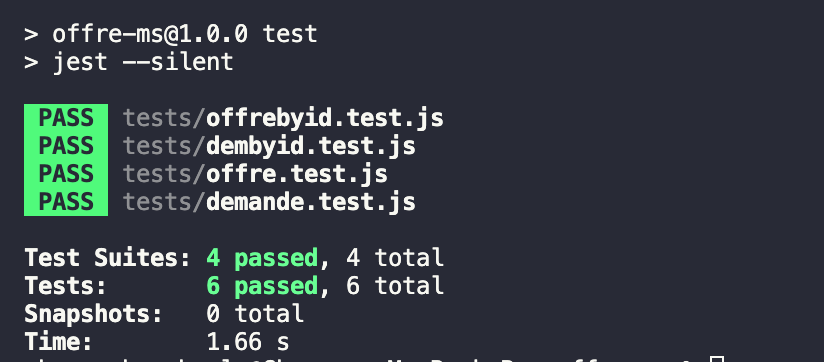 > offre-ms@1.0.0 test
> jest --silent
PASS tests/offrebyid.test.js
PASS tests/dembyid.test.js
PASS tests/offre.test.js
PASS tests/demande.test.js
Test Suites: 4 passed, 4 total
Tests: 6 passed, 6 total
Snapshots: 0 total
Time: 1.66 s